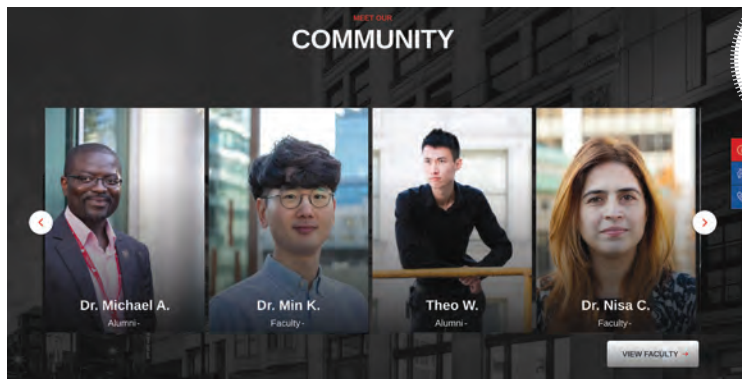 MEET OUR
COMMUNITY
Dr. Michael A.
Alumni-
Dr. Min K.
Faculty-
Theo W.
Alumni-
Dr. Nisa C.
Faculty-
VIEW FACULTY →